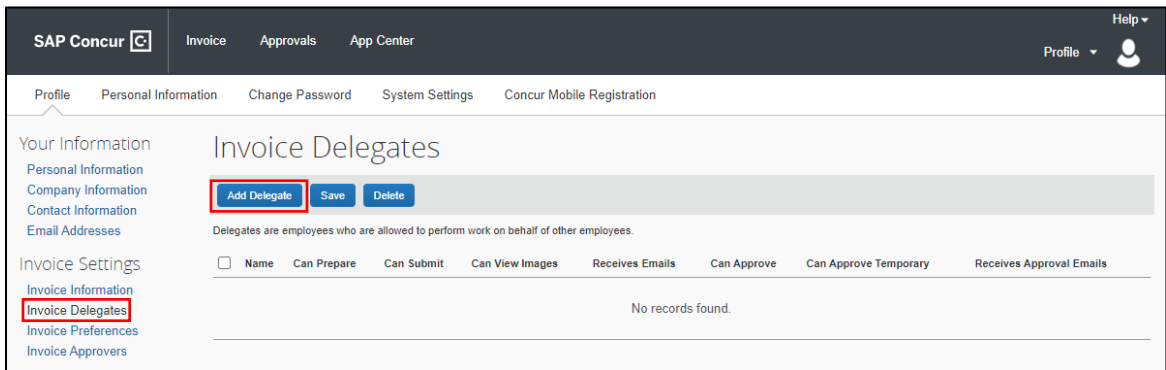 Help
SAP Concur C
Invoice Approvals App Center
Profile
Profile Personal Information Change Password System Settings Concur Mobile Registration
Your Information
Personal Information
Company Information
Contact Information
Email Addresses
Invoice Settings
Invoice Information
Invoice Delegates
Invoice Preferences
Invoice Approvers
Invoice Delegates
Add Delegate Save Delete
Delegates are employees who are allowed to perform work on behalf of other employees.
Name Can Prepare Can Submit Can View Images Receives Emails Can Approve Can Approve Temporary Receives Approval Emails
No records found.